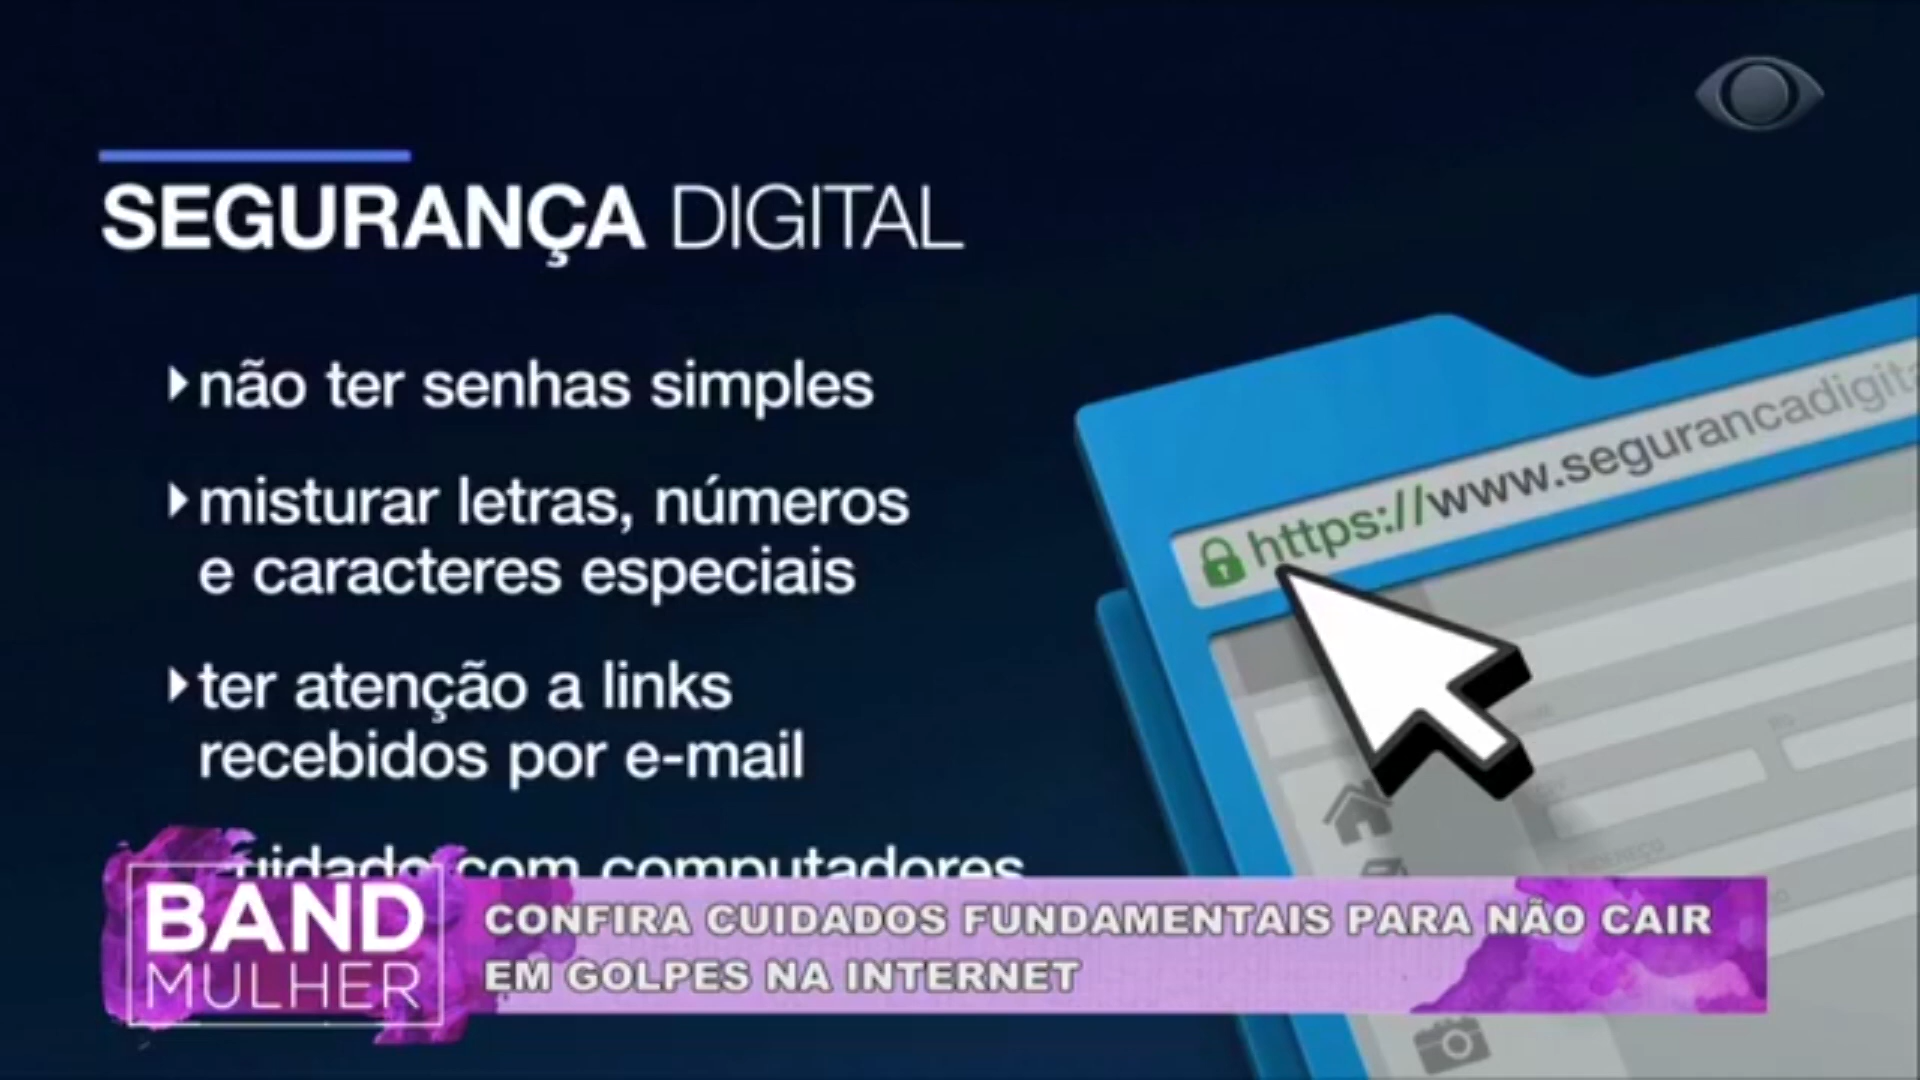 SEGURANÇA DIGITAL
não ter senhas simples
misturar letras, números
e caracteres especiais
ter atenção a links
recebidos por e-mail
com computadores
https://www.segurancadigita
BAND
MULHER
CONFIRA CUIDADOS FUNDAMENTAIS PARA NÃO CAIR
EM GOLPES NA INTERNET